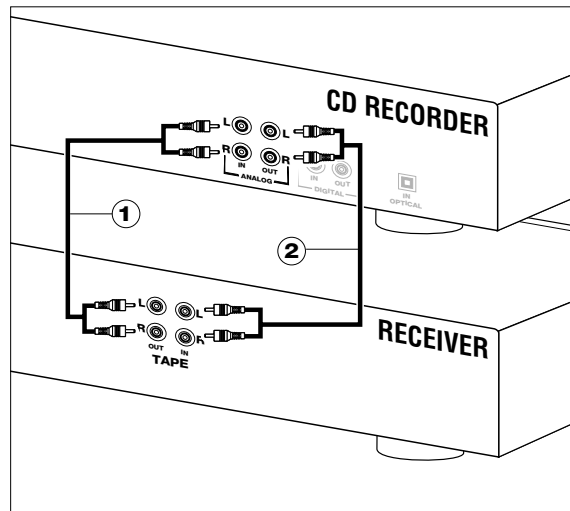 CD RECORDER
L L
R R
IN OUT
ANALOG
IN OUT
DIGITAL
IN
OPTICAL
1
2
L L
R R
OUT IN
TAPE
RECEIVER